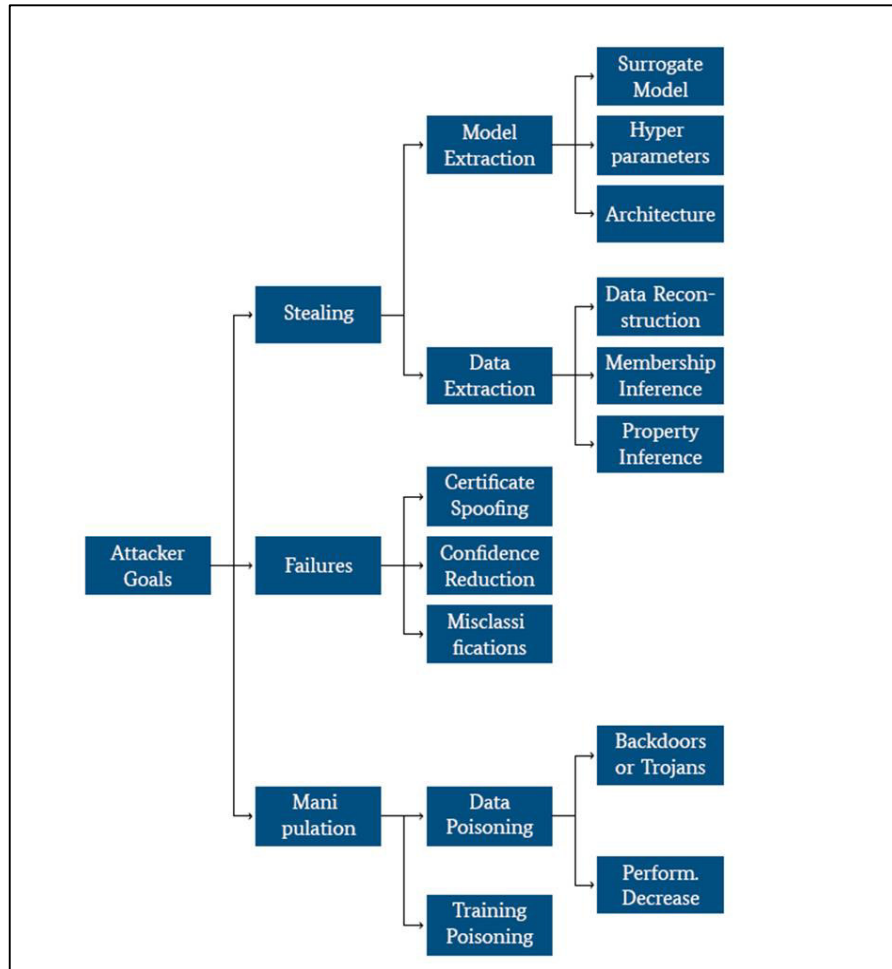 Surrogate
Model
Model
Extraction
Hyper
parameters
Architecture
Stealing
Data Recon-
struction
Data
Extraction
Membership
Inference
Property
Inference
Certificate
Spoofing
Attacker
Goals
Failures
Confidence
Reduction
Misclassi
fications
Backdoors
or Trojans
Mani
pulation
Data
Poisoning
Perform.
Decrease
Training
Poisoning